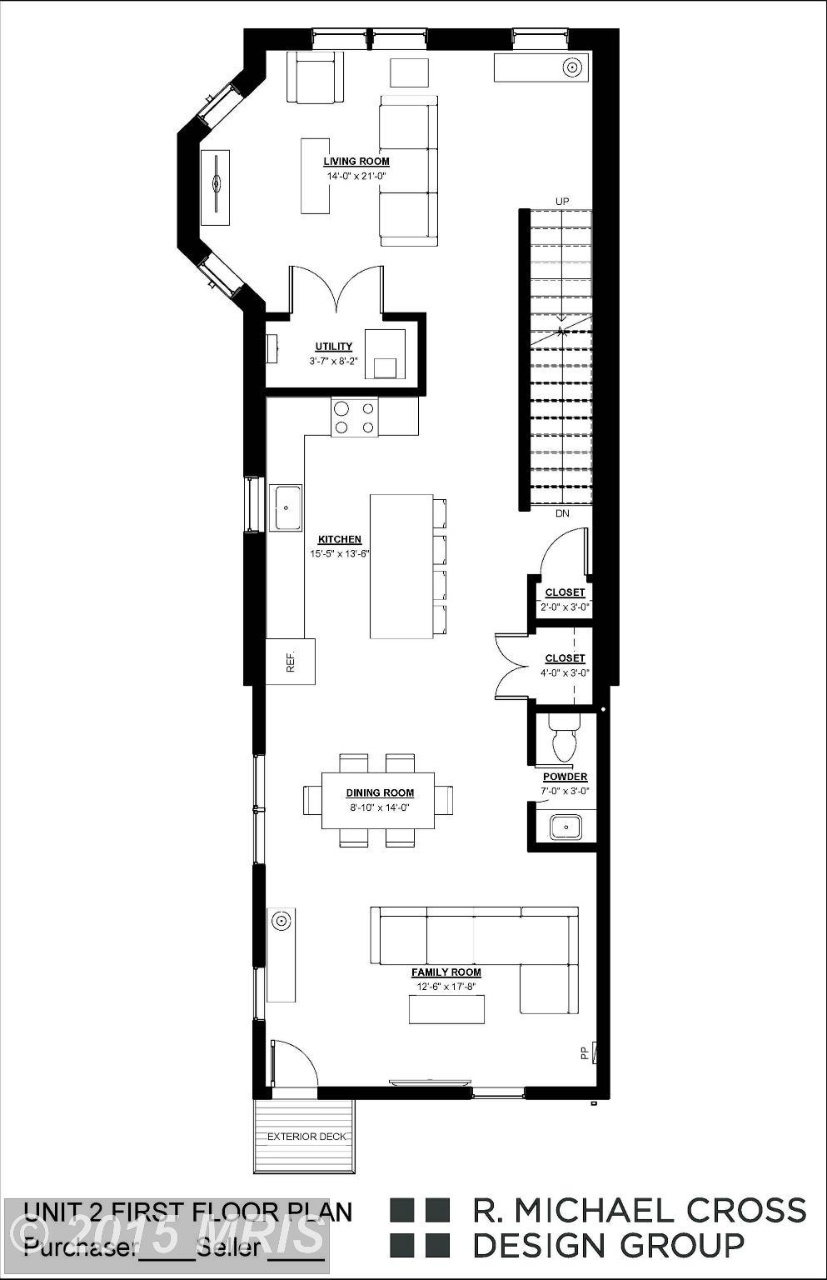 LIVING ROOM
14'-0" x 21'-0"
UP
UTILITY
3'-7" x 8'-2"
DN
KITCHEN
15'-5" x 13'-6"
CLOSET
2'-0" x 3'-0"
CLOSET
4'-0" x 3'-0"
REF.
POWDER
7'-0" x 3'-0"
DINING ROOM
8'-10" x 14'-0"
FAMILY ROOM
12'-6" x 17'-8"
PP
EXTERIOR DECK
UNIT 2 FIRST FLOOR PLAN
Purchase:____Seller ____
© 2015 MRIS
R. MICHAEL CROSS
DESIGN GROUP